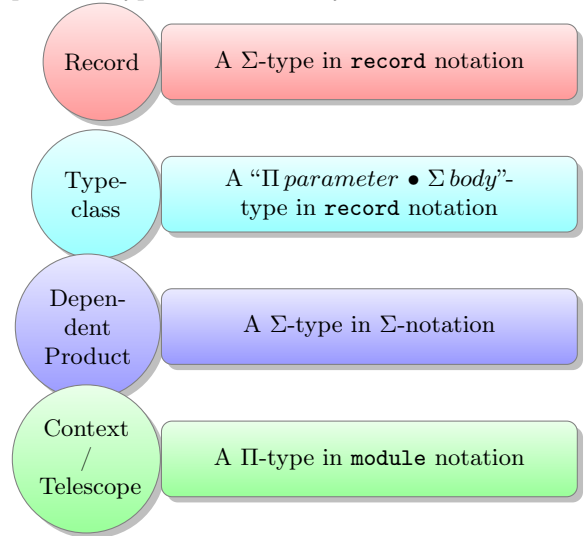 Record
A Σ-type in record notation
Type-
class
A “Π parameter • Σ body”-
type in record notation
Depen-
dent
Product
A Σ-type in Σ-notation
Context
/
Telescope
A Π-type in module notation